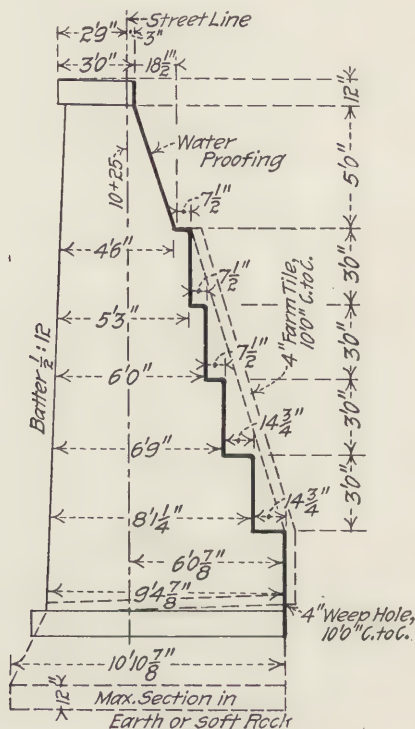 Street Line
2'9"
3"
3'0"
18½"
12"
Water
Proofing
10+25
5'0"
7½"
4'6"
3'0"
7½"
4" Farm Tile,
10'0" C. to C.
5'3"
3'0"
7½"
6'0"
Batter ½:12
3'0"
14¾"
6'9"
3'0"
14¾"
8'1¼"
6'0⅞"
9'4⅞"
4" Weep Hole,
10'0" C. to C.
10'10⅞"
12"
Max. Section in
Earth or Soft Rock